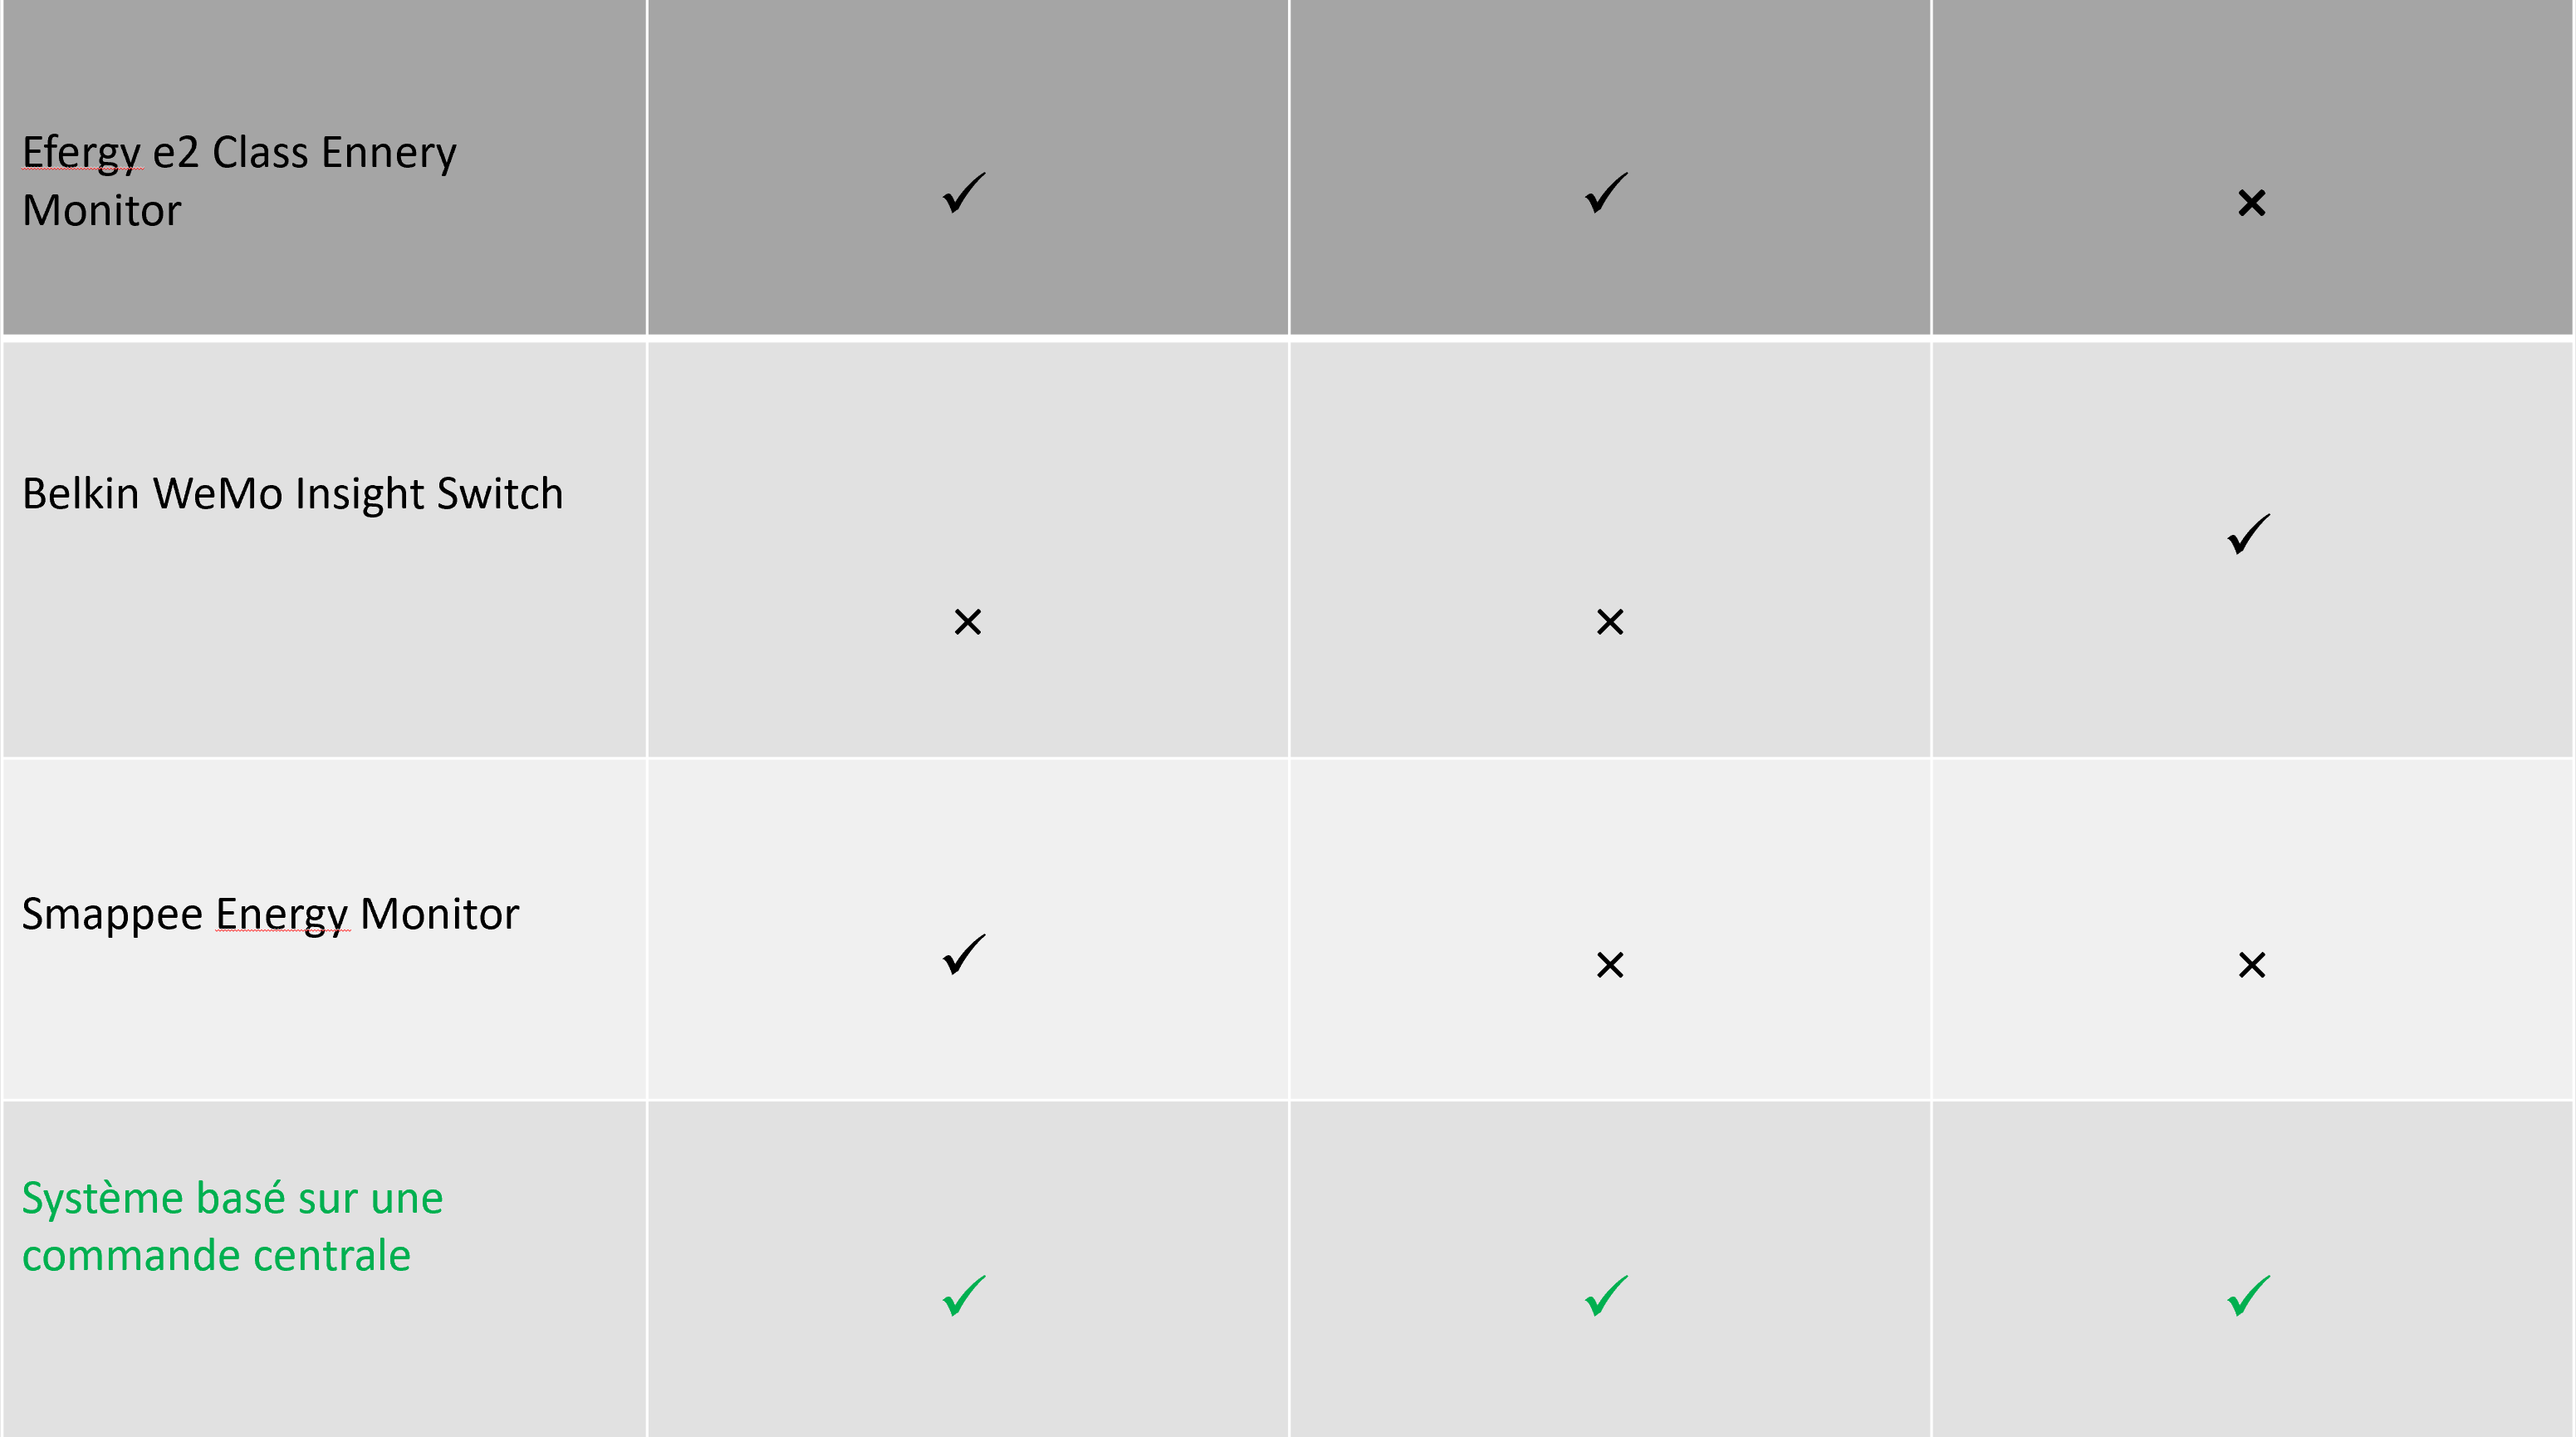 Efergy e2 Class Ennery
Monitor
✓ ✓ ×
Belkin WeMo Insight Switch
✓
× ×
Smappee Energy Monitor
✓ × ×
Système basé sur une
commande centrale
✓ ✓ ✓